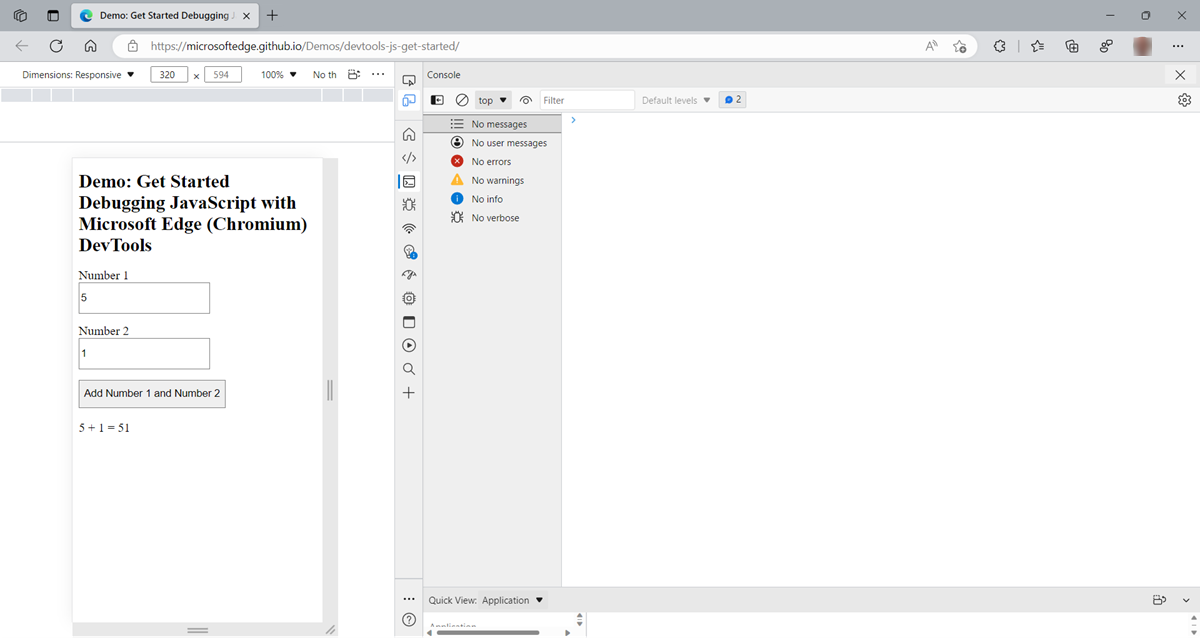 Demo: Get Started Debugging J
https://microsoftedge.github.io/Demos/devtools-js-get-started/
Dimensions: Responsive
320 x 594
100%
No th
Console
top
Filter
Default levels
2
No messages
No user messages
No errors
No warnings
No info
No verbose
Demo: Get Started
Debugging JavaScript with
Microsoft Edge (Chromium)
DevTools
Number 1
5
Number 2
1
Add Number 1 and Number 2
5 + 1 = 51
Quick View: Application
Application